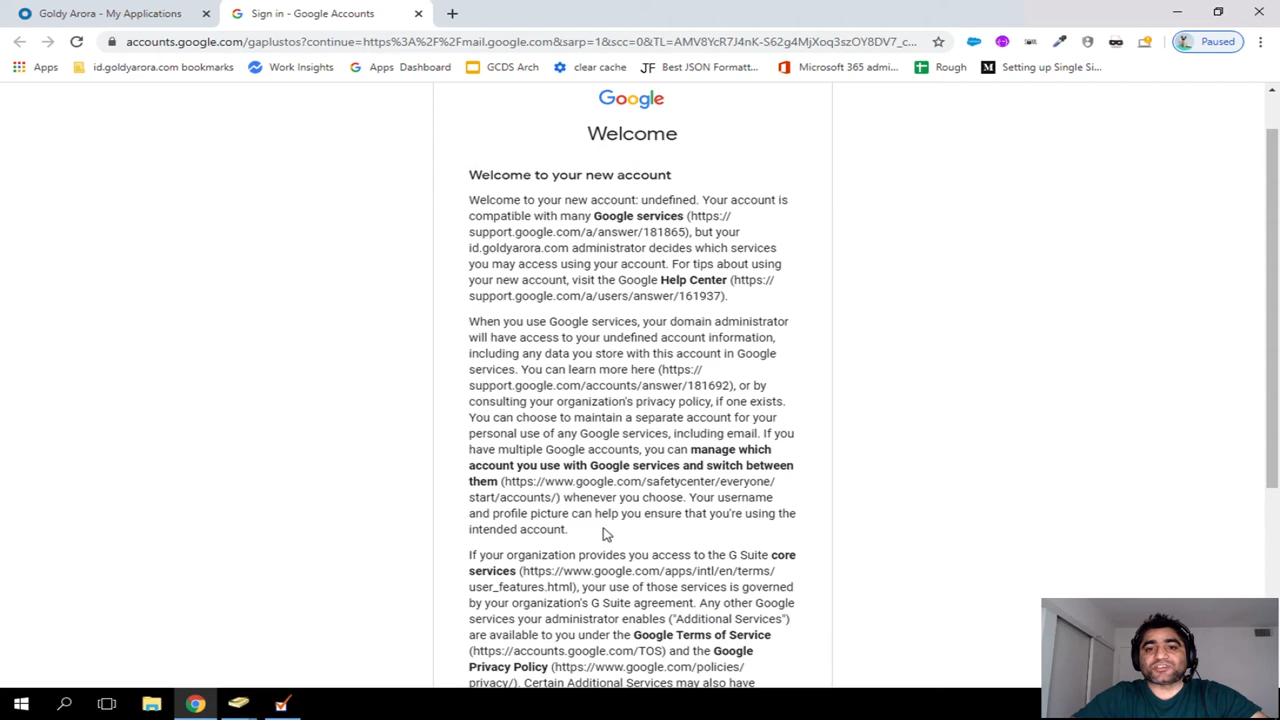 Goldy Arora - My Applications
Sign in - Google Accounts
accounts.google.com/gaplustos?continue=https%3A%2F%2Fmail.google.com&sarp=1&scc=0&TL=AMV8YcR7J4nK-S62g4MjXoq3szOY8DV7_c...
Paused
Apps
id.goldyarora.com bookmarks
Work Insights
Apps Dashboard
GCDS Arch
clear cache
JF Best JSON Formatt...
Microsoft 365 admi...
Rough
Setting up Single Si...
Google
Welcome
Welcome to your new account
Welcome to your new account: undefined. Your account is
compatible with many Google services (https://
support.google.com/a/answer/181865), but your
id.goldyarora.com administrator decides which services
you may access using your account. For tips about using
your new account, visit the Google Help Center (https://
support.google.com/a/users/answer/161937).
When you use Google services, your domain administrator
will have access to your undefined account information,
including any data you store with this account in Google
services. You can learn more here (https://
support.google.com/accounts/answer/181692), or by
consulting your organization's privacy policy, if one exists.
You can choose to maintain a separate account for your
personal use of any Google services, including email. If you
have multiple Google accounts, you can manage which
account you use with Google services and switch between
them (https://www.google.com/safetycenter/everyone/
start/accounts/) whenever you choose. Your username
and profile picture can help you ensure that you're using the
intended account.
If your organization provides you access to the G Suite core
services (https://www.google.com/apps/intl/en/terms/
user_features.html), your use of those services is governed
by your organization's G Suite agreement. Any other Google
services your administrator enables ("Additional Services")
are available to you under the Google Terms of Service
(https://accounts.google.com/TOS) and the Google
Privacy Policy (https://www.google.com/policies/
privacy/). Certain Additional Services may also have